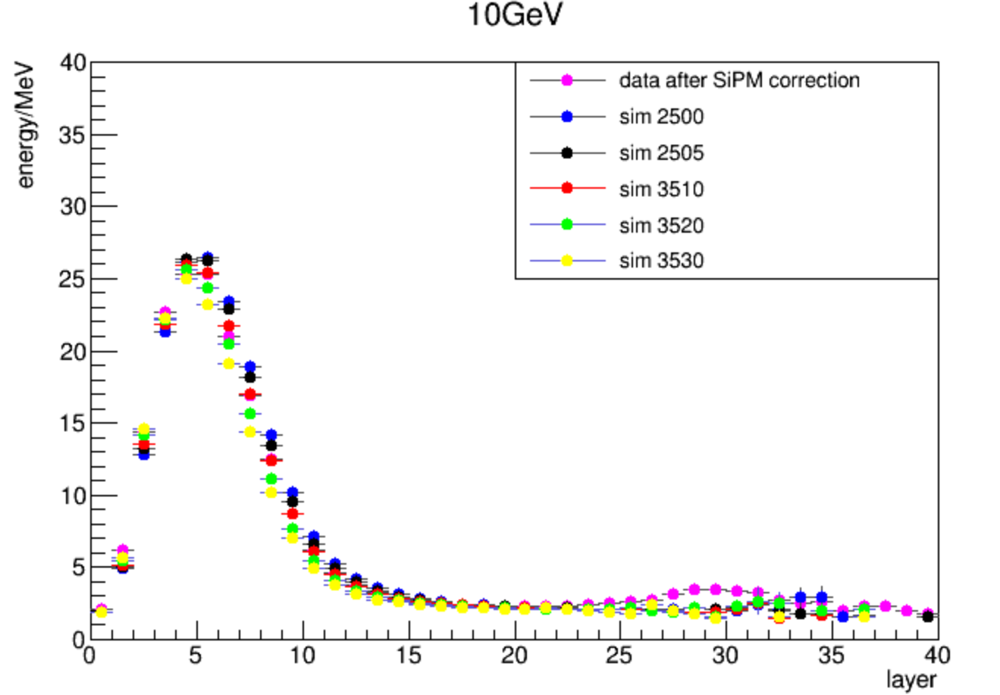 10GeV
energy/MeV
40
35
30
25
20
15
10
5
0
data after SiPM correction
sim 2500
sim 2505
sim 3510
sim 3520
sim 3530
0 5 10 15 20 25 30 35 40
layer